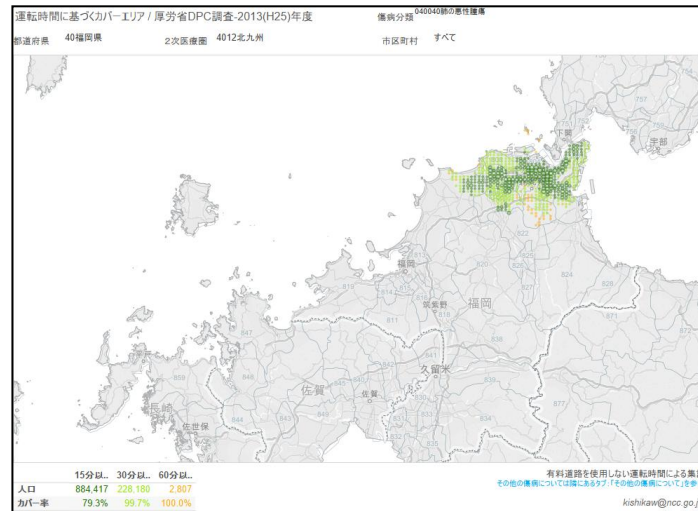 運転時間に基づくカバーエリア / 厚労省DPC調査-2013(H25)年度
傷病分類 040040肺の悪性腫瘍
都道府県 40福岡県 2次医療圏 4012北九州 市区町村 すべて
下関
宇部
福岡
筑紫野
福岡
久留米
佐賀
佐賀
長崎
佐世保
15分以.. 30分以.. 60分以..
人口 884,417 228,180 2,807
カバー率 79.3% 99.7% 100.0%
有料道路を使用しない運転時間による集計
その他の傷病については隣にあるタブ「その他の傷病について」を参
kishikaw@ncc.go.j